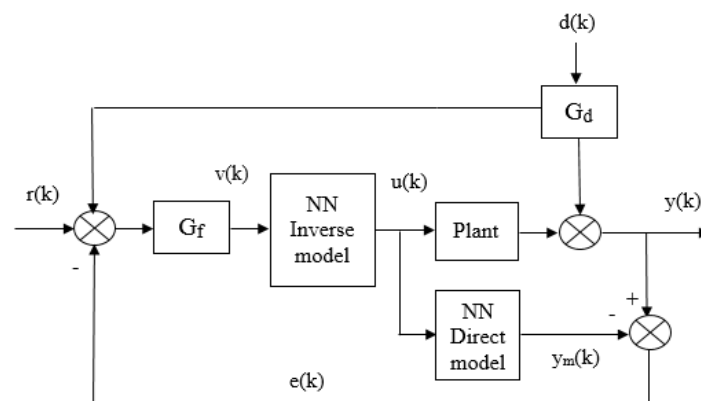 d(k)
Gd
r(k)
v(k)
u(k)
y(k)
Gf
NN
Inverse
model
Plant
-
+
-
NN
Direct
model
ym(k)
e(k)